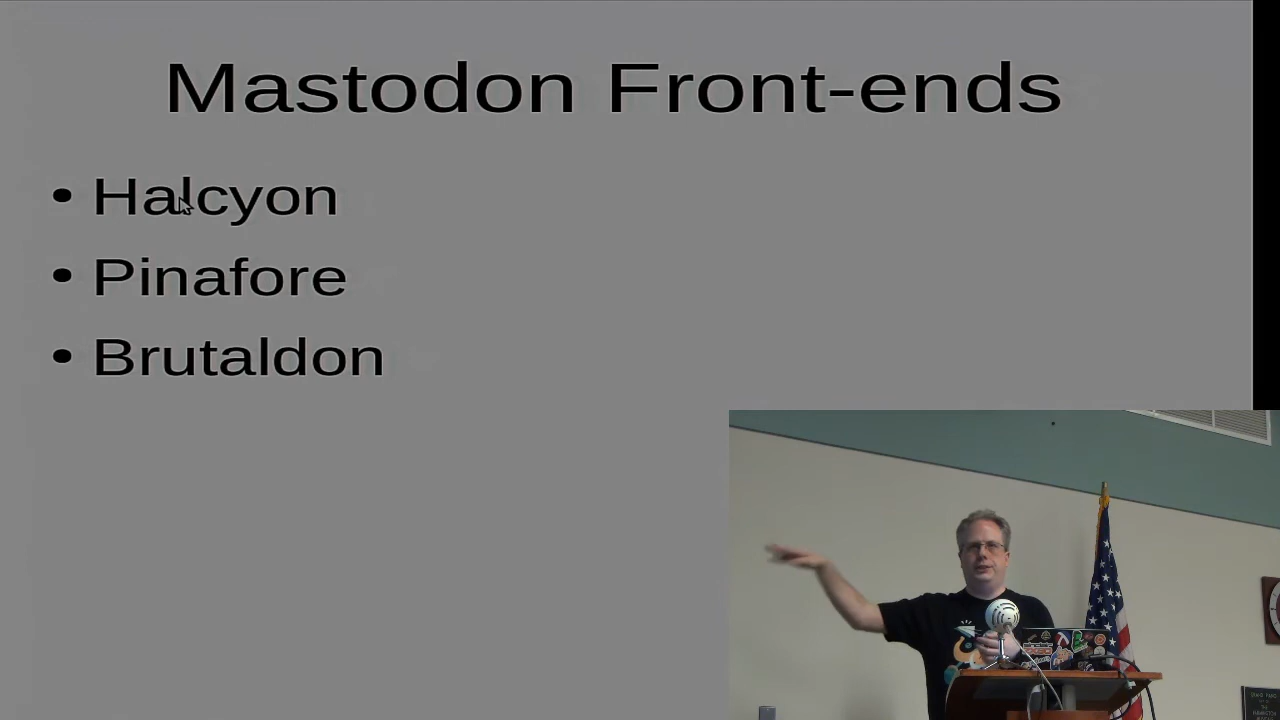 Mastodon Front-ends
• Halcyon
• Pinafore
• Brutaldon